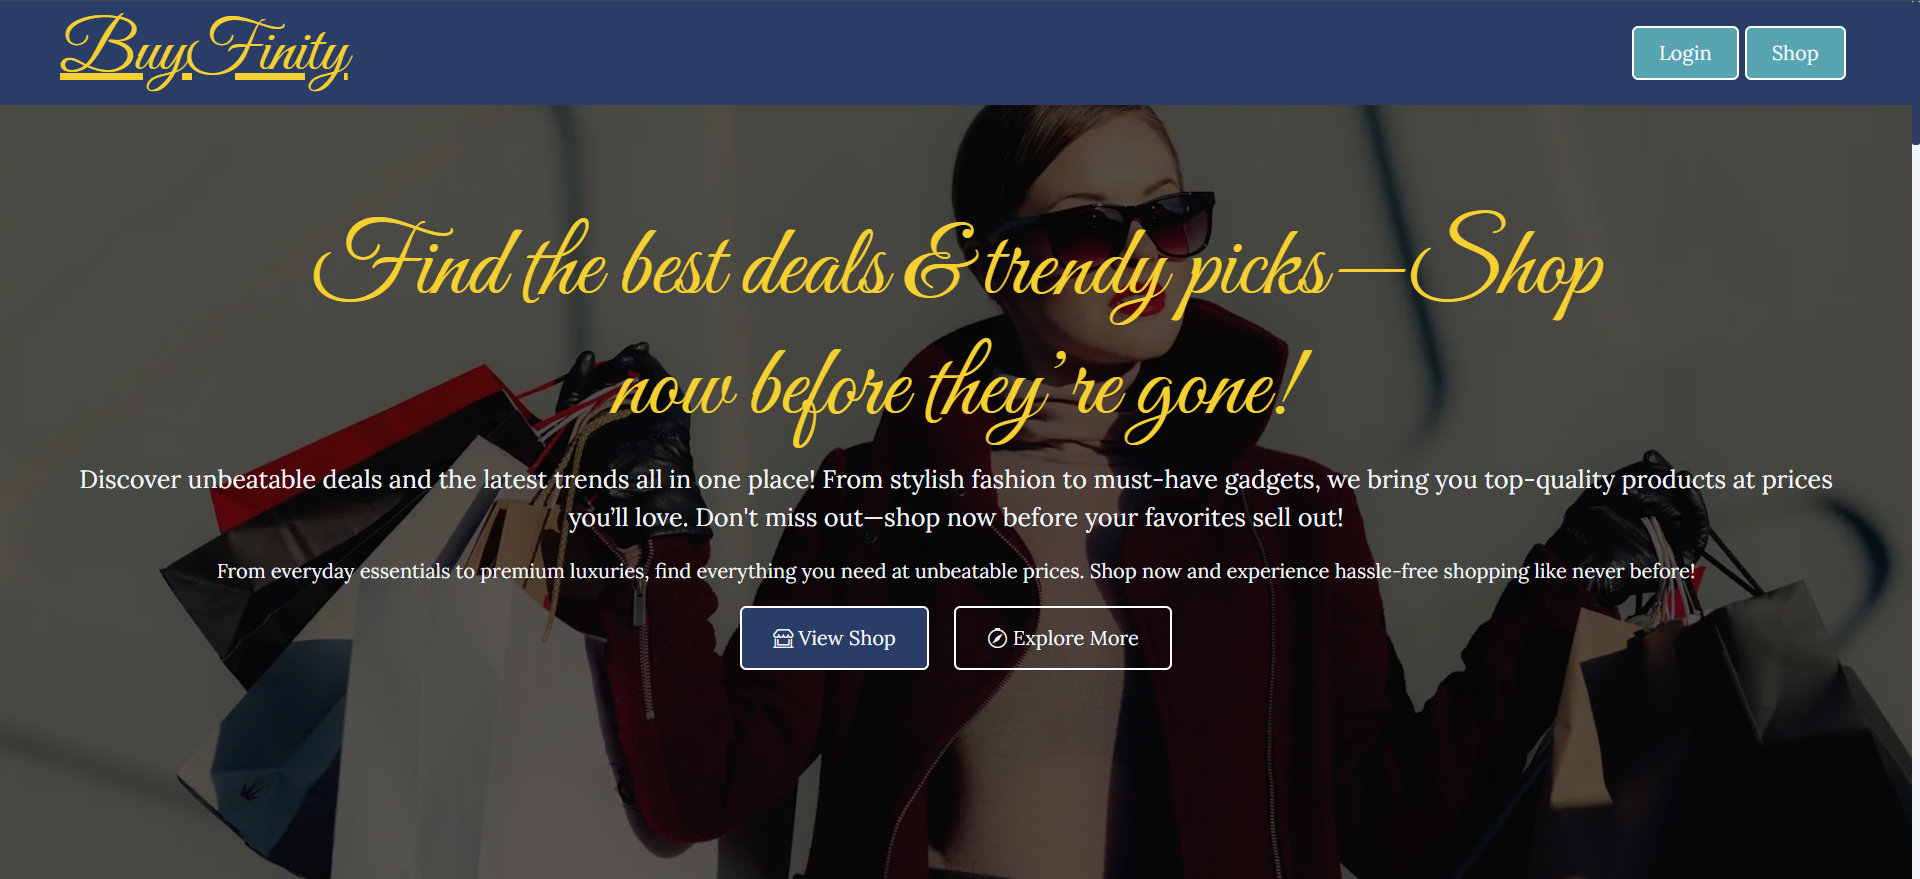 BuyFinity
Login
Shop
Find the best deals & trendy picks—Shop
now before they’re gone!
Discover unbeatable deals and the latest trends all in one place! From stylish fashion to must-have gadgets, we bring you top-quality products at prices
you’ll love. Don't miss out—shop now before your favorites sell out!
From everyday essentials to premium luxuries, find everything you need at unbeatable prices. Shop now and experience hassle-free shopping like never before!
View Shop
Explore More